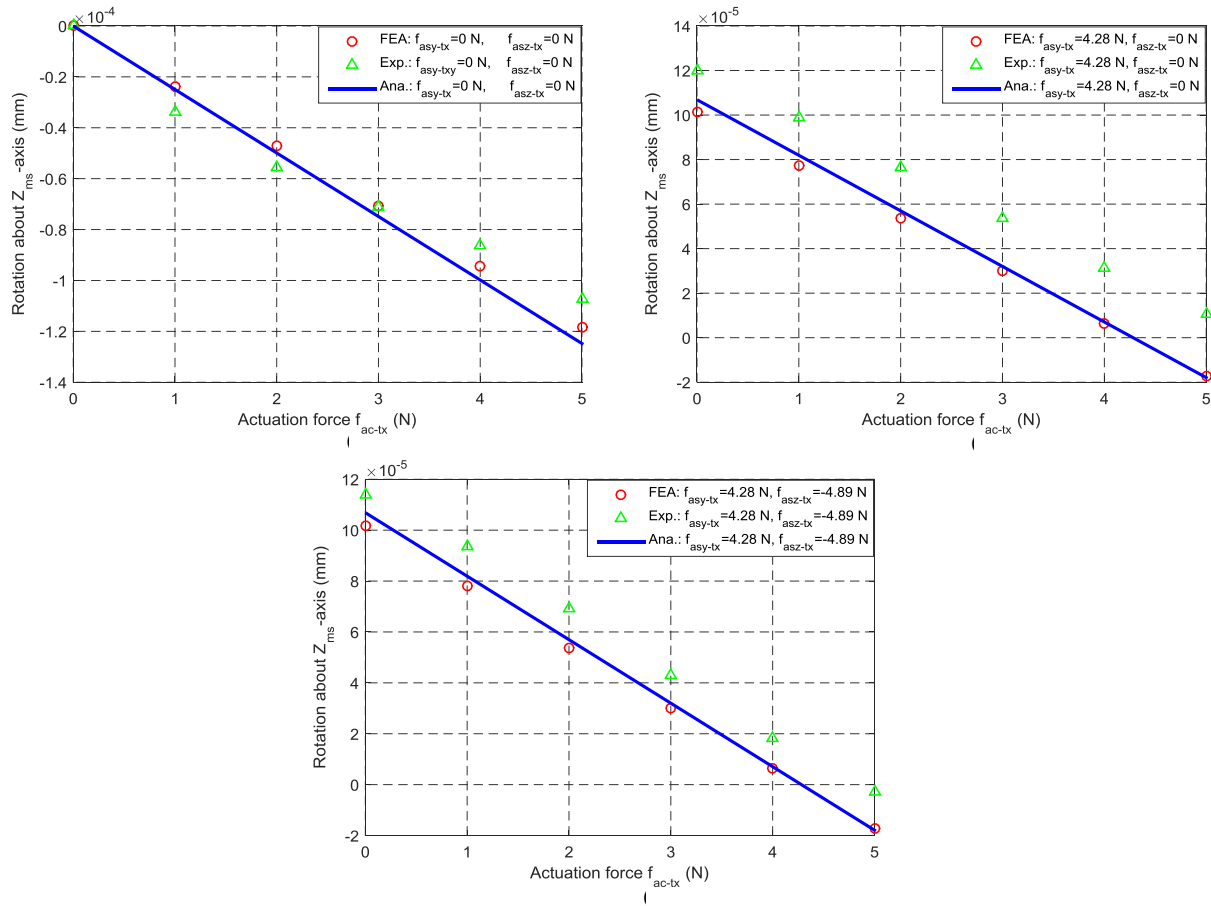 ×10⁻⁴
0
-0.2
-0.4
-0.6
-0.8
-1
-1.2
-1.4
0 1 2 3 4 5
Rotation about Z_ms-axis (mm)
Actuation force f_ac-tx (N)
FEA: f_asy-tx=0 N, f_asz-tx=0 N
Exp.: f_asy-txy=0 N, f_asz-tx=0 N
Ana.: f_asy-tx=0 N, f_asz-tx=0 N
×10⁻⁵
14
12
10
8
6
4
2
0
-2
0 1 2 3 4 5
Rotation about Z_ms-axis (mm)
Actuation force f_ac-tx (N)
FEA: f_asy-tx=4.28 N, f_asz-tx=0 N
Exp.: f_asy-tx=4.28 N, f_asz-tx=0 N
Ana.: f_asy-tx=4.28 N, f_asz-tx=0 N
×10⁻⁵
12
10
8
6
4
2
0
-2
0 1 2 3 4 5
Rotation about Z_ms-axis (mm)
Actuation force f_ac-tx (N)
FEA: f_asy-tx=4.28 N, f_asz-tx=-4.89 N
Exp.: f_asy-tx=4.28 N, f_asz-tx=-4.89 N
Ana.: f_asy-tx=4.28 N, f_asz-tx=-4.89 N